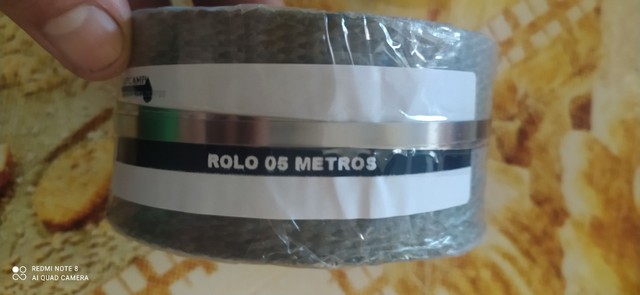 ROLO 05 METROS
REDMI NOTE 8
AI QUAD CAMERA